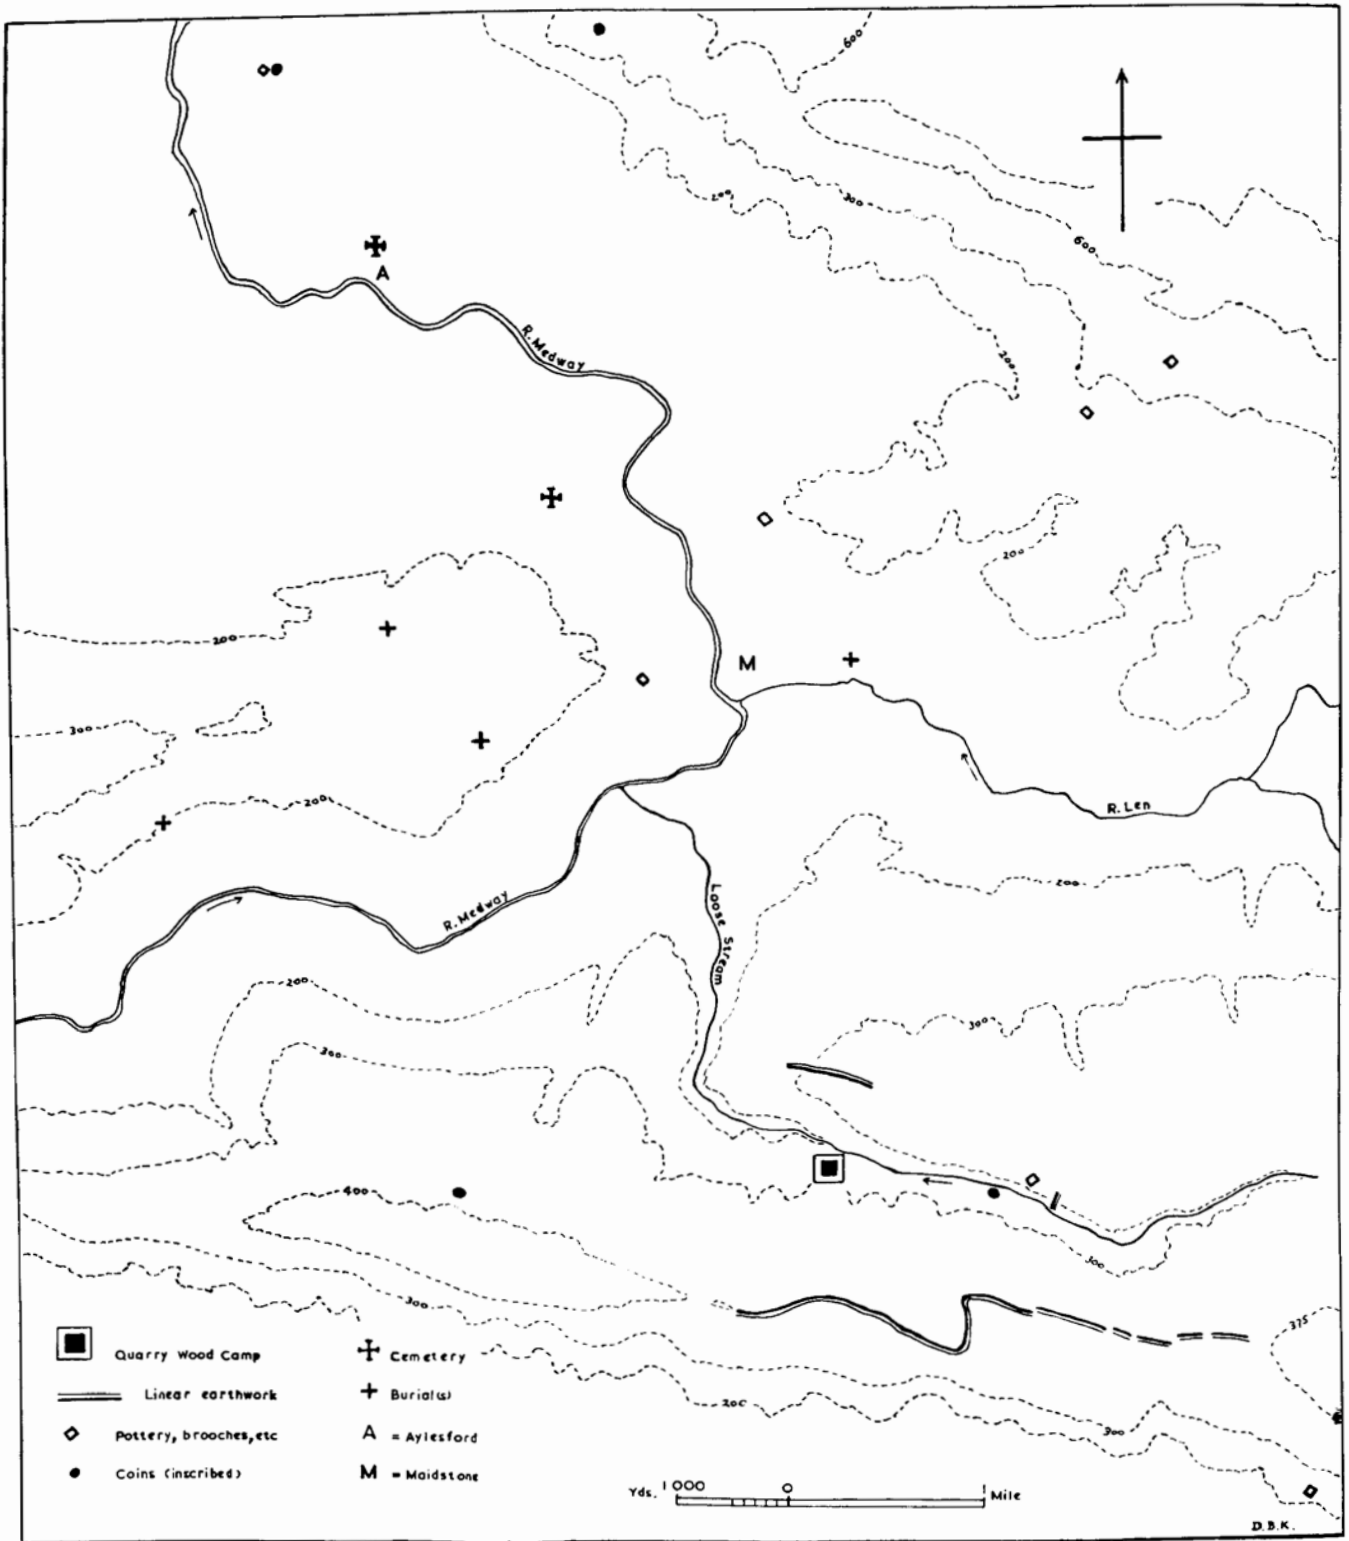 600
A
200
300
600
R. Medway
200
200
200
M
300
200
R. Len
200
Loose Stream
R. Medway
200
300
300
400
300
300
375
200
300
Quarry Wood Camp
Linear earthwork
Pottery, brooches, etc
Coins (inscribed)
Cemetery
Burial(s)
A = Aylesford
M = Maidstone
Yds. 1000 0 1 Mile
D.B.K.